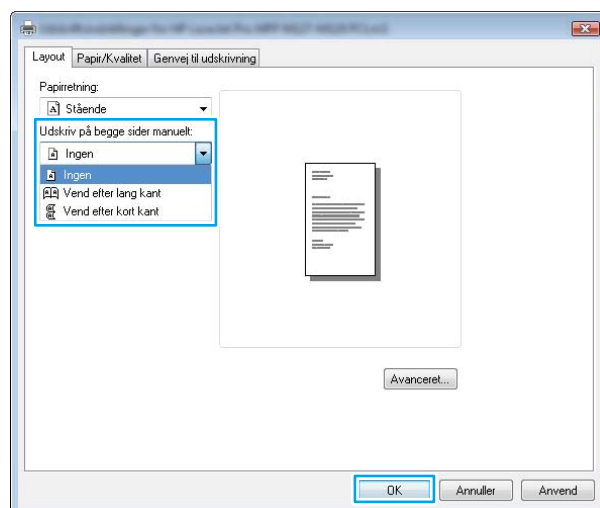 Layout
Papir/Kvalitet
Genvej til udskrivning
Papirretning:
Stående
Udskriv på begge sider manuelt:
Ingen
Ingen
Vend efter lang kant
Vend efter kort kant
Avanceret...
OK
Annuller
Anvend